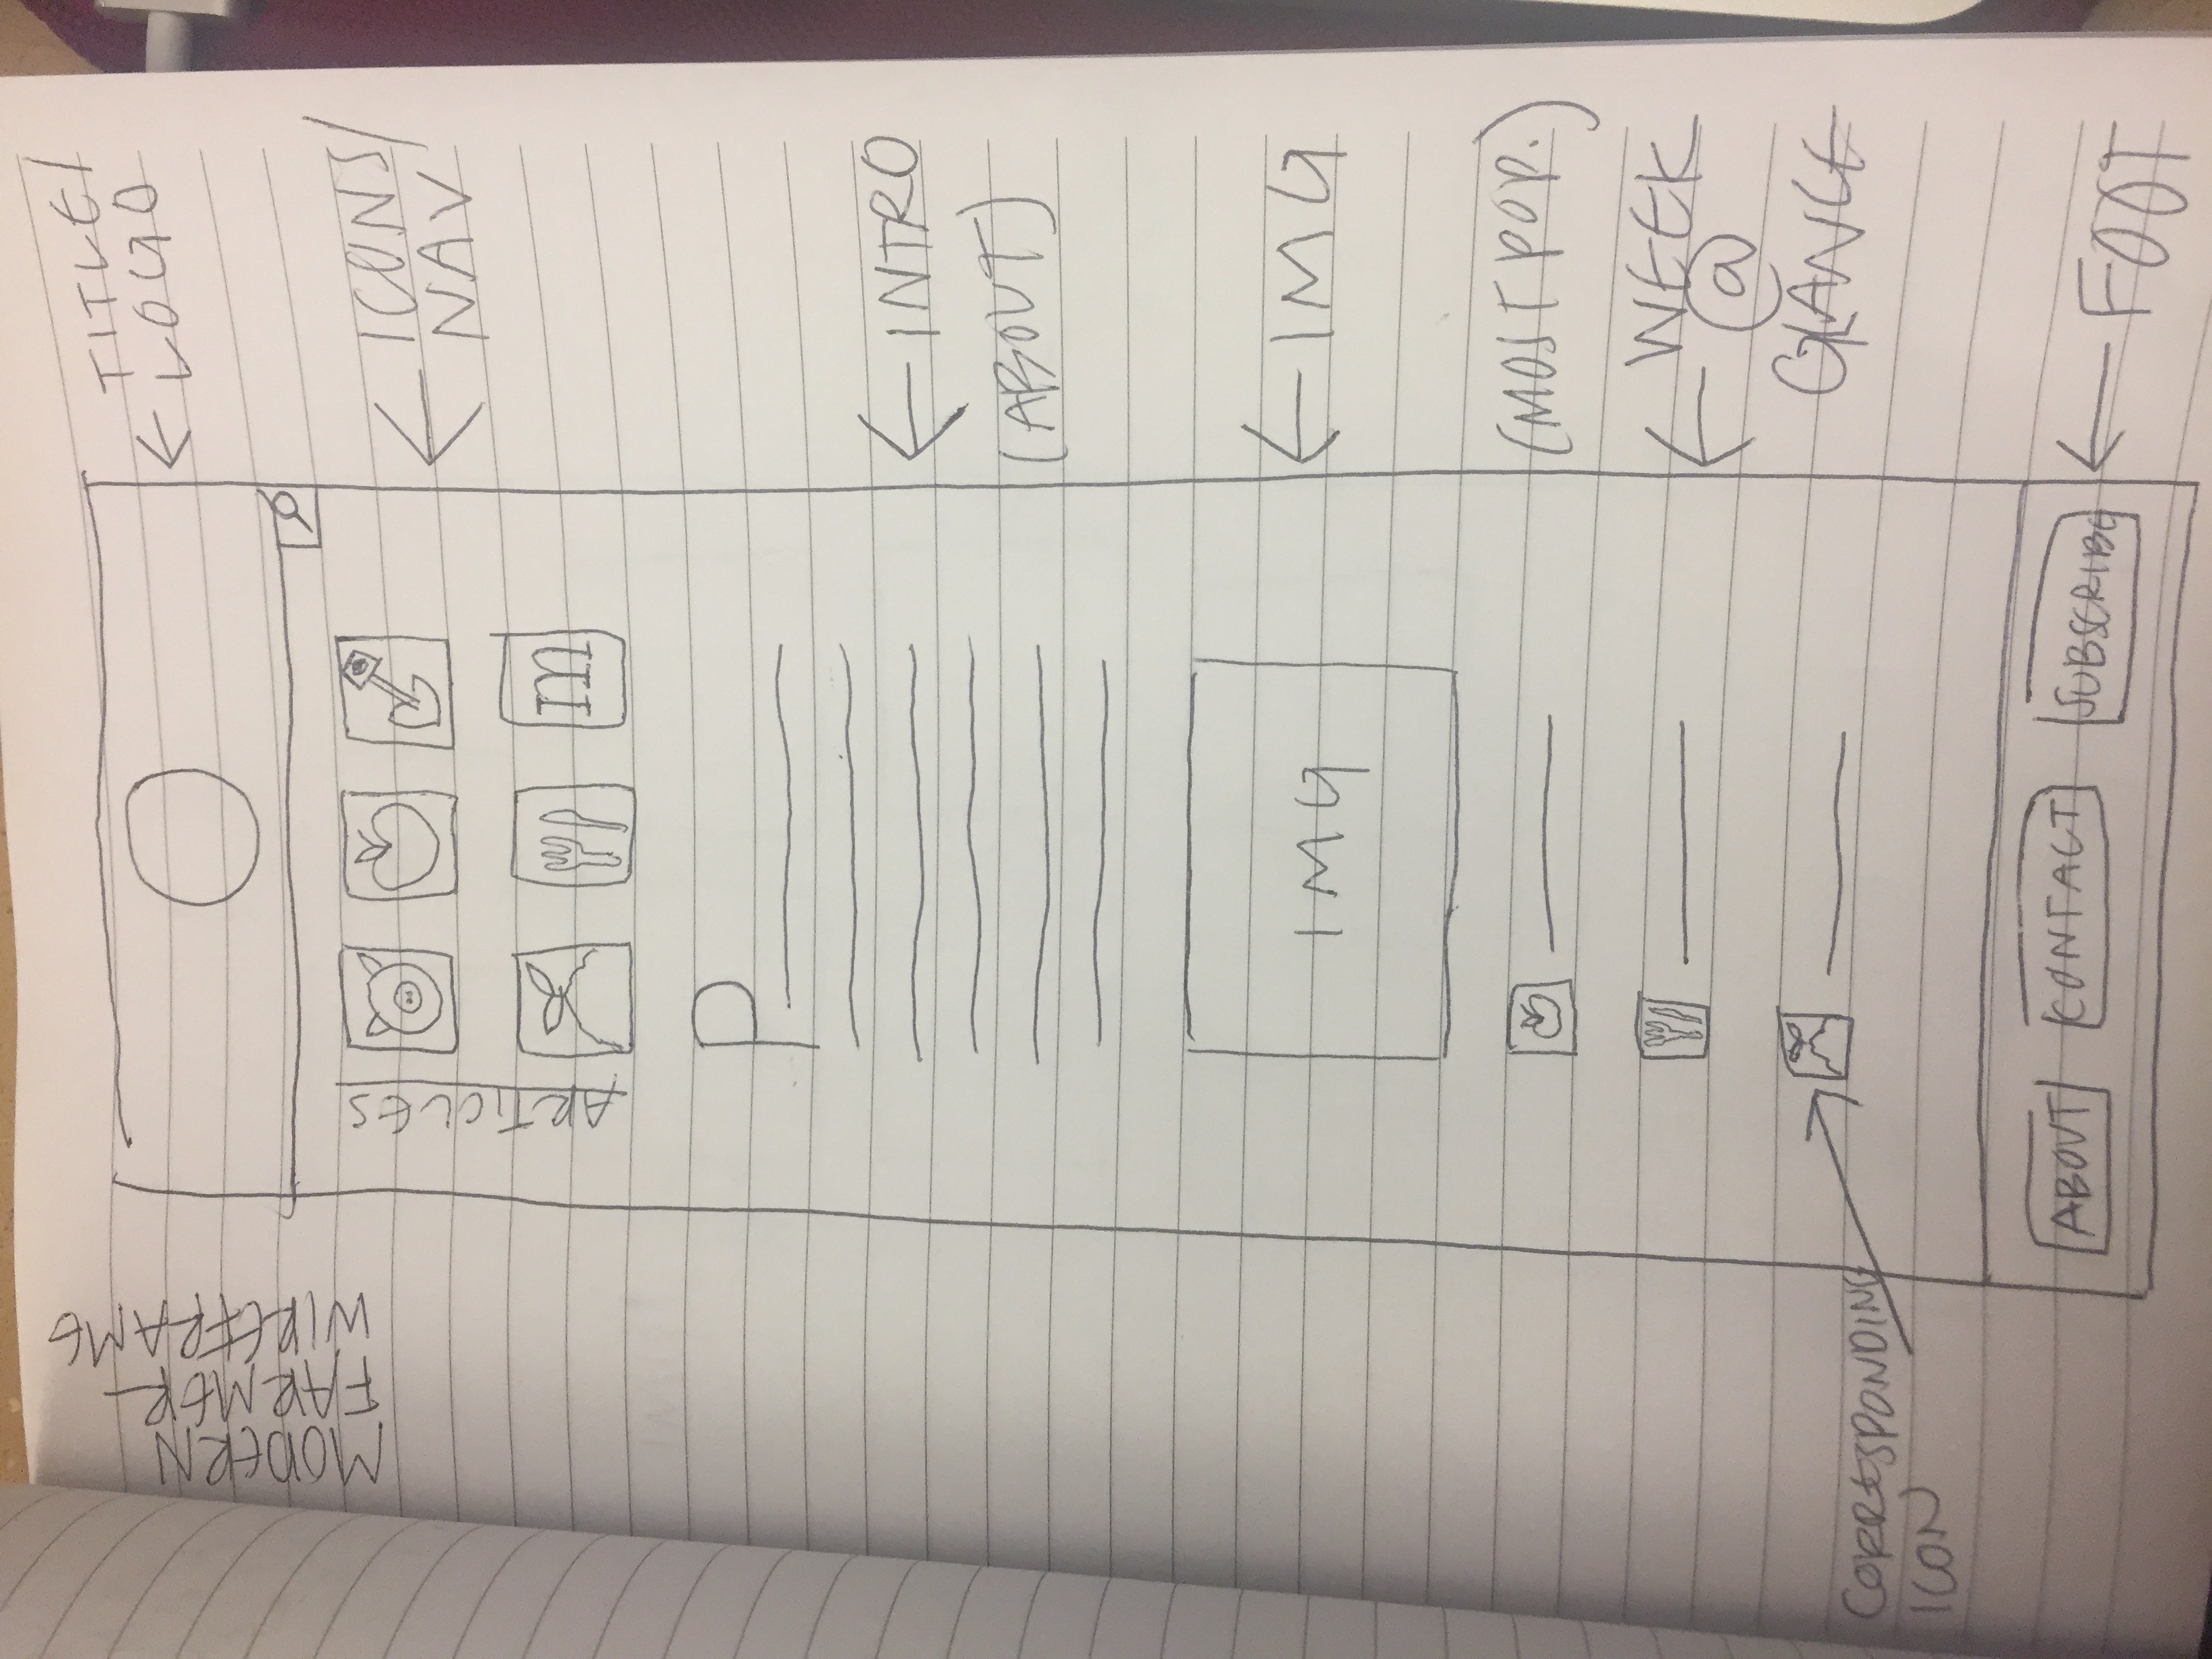 MODERN
FARMER
WIREFRAME
TITLE/
LOGO
ARTICLES
ICONS/
NAV
m
P
INTRO
(ABOUT)
IMG
IMG
(MOST POP.)
WEEK
@
GLANCE
CORRESPONDING
ICON
ABOUT
CONTACT
SUBSCRIBE
FOOT